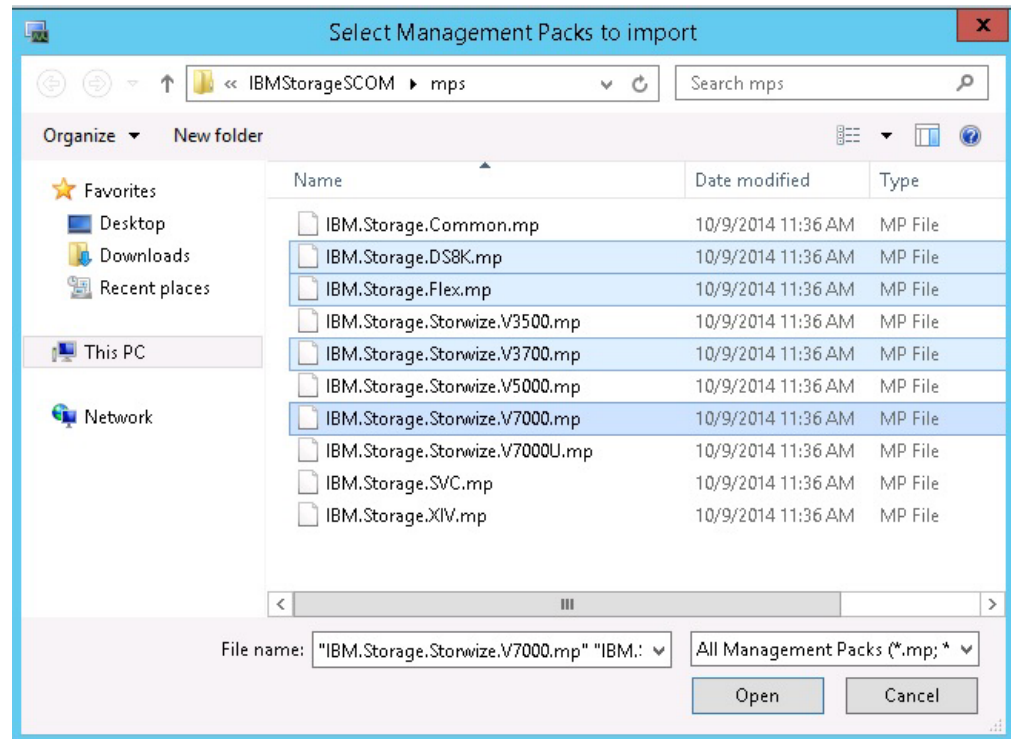 Select Management Packs to import
x
« IBMStorageSCOM mps
Search mps
Organize New folder
Favorites
Desktop
Downloads
Recent places
This PC
Network
Name Date modified Type
IBM.Storage.Common.mp 10/9/2014 11:36 AM MP File
IBM.Storage.DS8K.mp 10/9/2014 11:36 AM MP File
IBM.Storage.Flex.mp 10/9/2014 11:36 AM MP File
IBM.Storage.Storwize.V3500.mp 10/9/2014 11:36 AM MP File
IBM.Storage.Storwize.V3700.mp 10/9/2014 11:36 AM MP File
IBM.Storage.Storwize.V5000.mp 10/9/2014 11:36 AM MP File
IBM.Storage.Storwize.V7000.mp 10/9/2014 11:36 AM MP File
IBM.Storage.Storwize.V7000U.mp 10/9/2014 11:36 AM MP File
IBM.Storage.SVC.mp 10/9/2014 11:36 AM MP File
IBM.Storage.XIV.mp 10/9/2014 11:36 AM MP File
File name: "IBM.Storage.Storwize.V7000.mp" "IBM.: All Management Packs (*.mp; *
Open Cancel